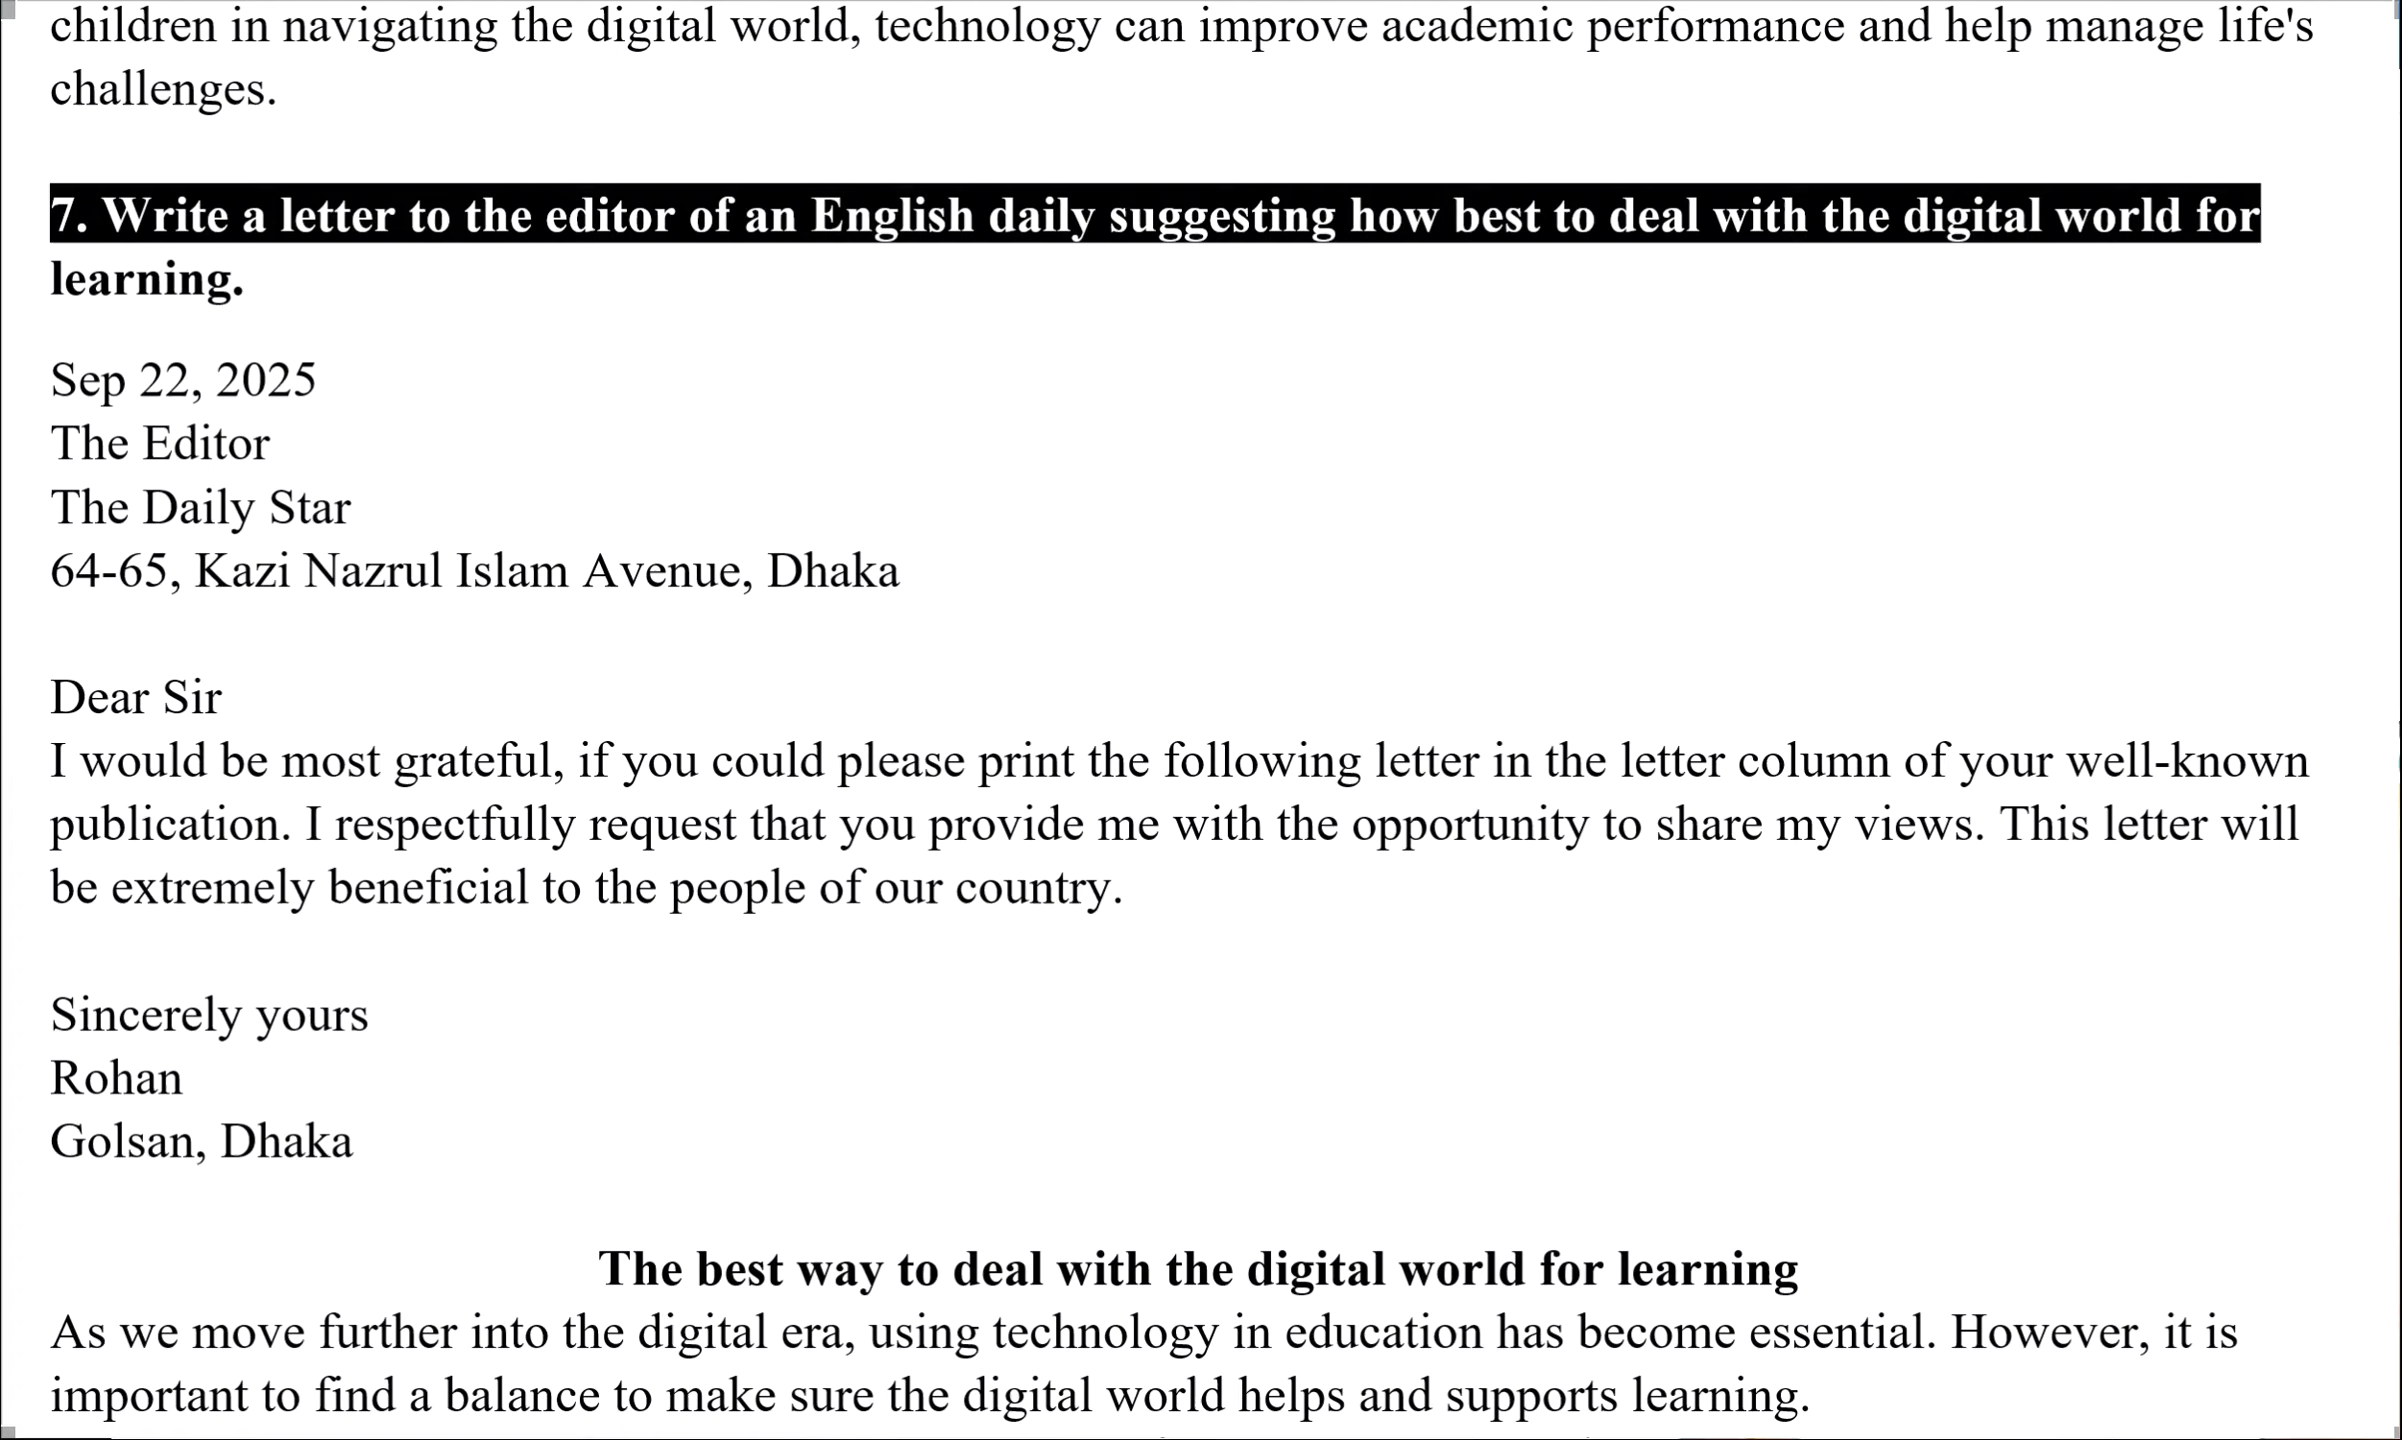 children in navigating the digital world, technology can improve academic performance and help manage life's
challenges.
7. Write a letter to the editor of an English daily suggesting how best to deal with the digital world for
learning.
Sep 22, 2025
The Editor
The Daily Star
64-65, Kazi Nazrul Islam Avenue, Dhaka
Dear Sir
I would be most grateful, if you could please print the following letter in the letter column of your well-known
publication. I respectfully request that you provide me with the opportunity to share my views. This letter will
be extremely beneficial to the people of our country.
Sincerely yours
Rohan
Golsan, Dhaka
The best way to deal with the digital world for learning
As we move further into the digital era, using technology in education has become essential. However, it is
important to find a balance to make sure the digital world helps and supports learning.